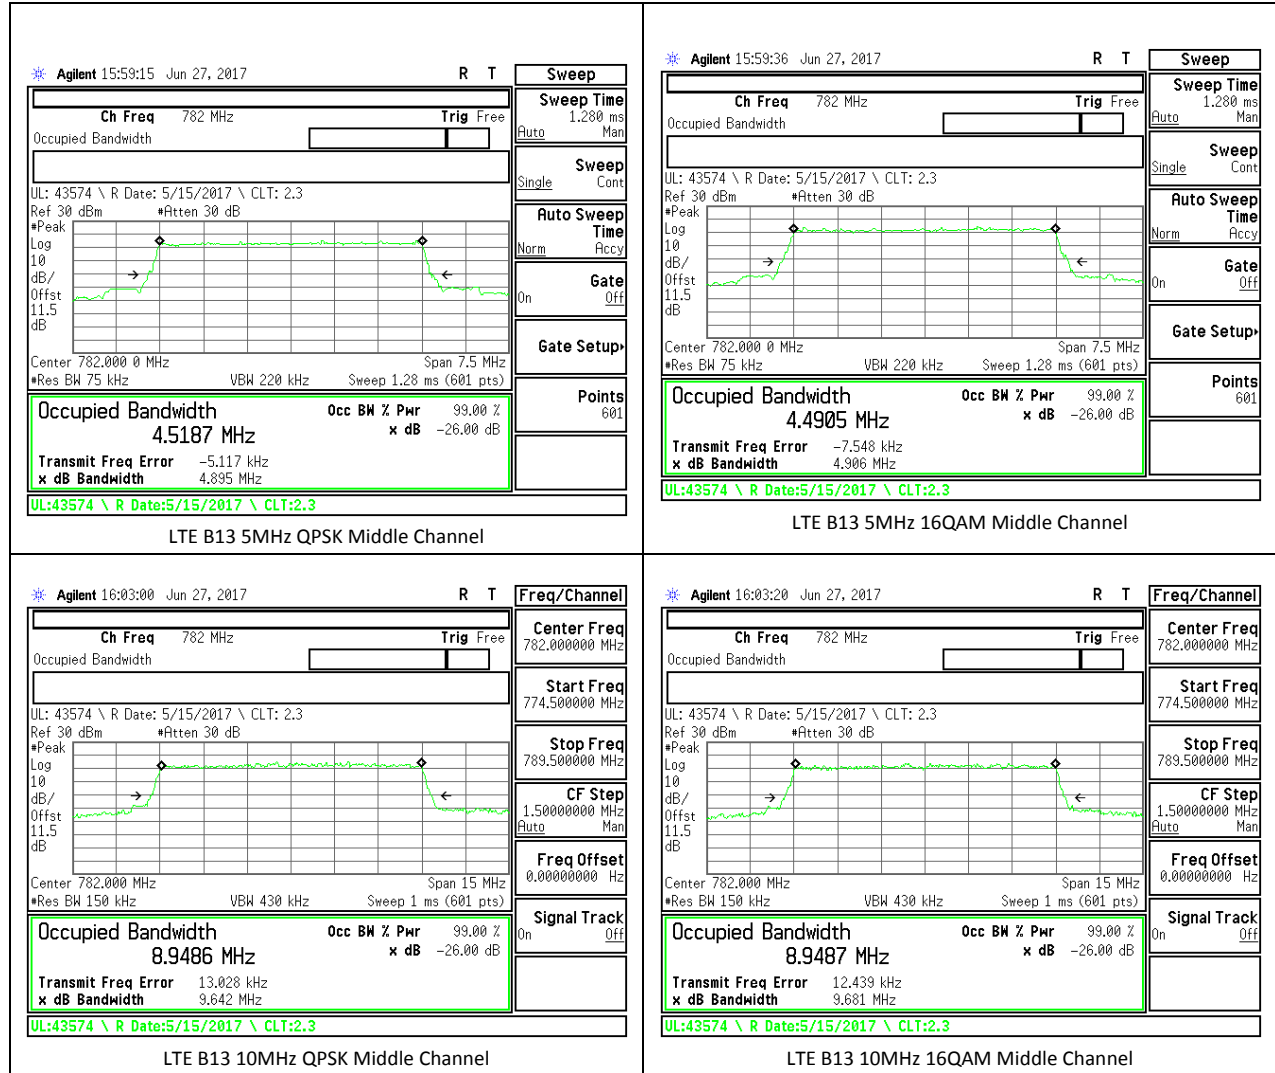 Agilent 15:59:15 Jun 27, 2017 R T
Sweep
Ch Freq 782 MHz Trig Free
Occupied Bandwidth
UL: 43574 \ R Date: 5/15/2017 \ CLT: 2.3
Ref 30 dBm #Atten 30 dB
#Peak
Log
10
dB/
Offst
11.5
dB
Center 782.000 0 MHz Span 7.5 MHz
#Res BW 75 kHz VBW 220 kHz Sweep 1.28 ms (601 pts)
Occupied Bandwidth Occ BW % Pwr 99.00 %
4.5187 MHz x dB -26.00 dB
Transmit Freq Error -5.117 kHz
x dB Bandwidth 4.895 MHz
UL:43574 \ R Date:5/15/2017 \ CLT:2.3
Sweep Time
1.280 ms
Auto Man
Sweep
Single Cont
Auto Sweep
Time
Norm Accy
Gate
On Off
Gate Setup
Points
601
LTE B13 5MHz QPSK Middle Channel
Agilent 15:59:36 Jun 27, 2017 R T
Sweep
Ch Freq 782 MHz Trig Free
Occupied Bandwidth
UL: 43574 \ R Date: 5/15/2017 \ CLT: 2.3
Ref 30 dBm #Atten 30 dB
#Peak
Log
10
dB/
Offst
11.5
dB
Center 782.000 0 MHz Span 7.5 MHz
#Res BW 75 kHz VBW 220 kHz Sweep 1.28 ms (601 pts)
Occupied Bandwidth Occ BW % Pwr 99.00 %
4.4905 MHz x dB -26.00 dB
Transmit Freq Error -7.548 kHz
x dB Bandwidth 4.906 MHz
UL:43574 \ R Date:5/15/2017 \ CLT:2.3
Sweep Time
1.280 ms
Auto Man
Sweep
Single Cont
Auto Sweep
Time
Norm Accy
Gate
On Off
Gate Setup
Points
601
LTE B13 5MHz 16QAM Middle Channel
Agilent 16:03:00 Jun 27, 2017 R T
Freq/Channel
Ch Freq 782 MHz Trig Free
Occupied Bandwidth
UL: 43574 \ R Date: 5/15/2017 \ CLT: 2.3
Ref 30 dBm #Atten 30 dB
#Peak
Log
10
dB/
Offst
11.5
dB
Center 782.000 MHz Span 15 MHz
#Res BW 150 kHz VBW 430 kHz Sweep 1 ms (601 pts)
Occupied Bandwidth Occ BW % Pwr 99.00 %
8.9486 MHz x dB -26.00 dB
Transmit Freq Error 13.028 kHz
x dB Bandwidth 9.642 MHz
UL:43574 \ R Date:5/15/2017 \ CLT:2.3
Center Freq
782.000000 MHz
Start Freq
774.500000 MHz
Stop Freq
789.500000 MHz
CF Step
1.50000000 MHz
Auto Man
Freq Offset
0.00000000 Hz
Signal Track
On Off
LTE B13 10MHz QPSK Middle Channel
Agilent 16:03:20 Jun 27, 2017 R T
Freq/Channel
Ch Freq 782 MHz Trig Free
Occupied Bandwidth
UL: 43574 \ R Date: 5/15/2017 \ CLT: 2.3
Ref 30 dBm #Atten 30 dB
#Peak
Log
10
dB/
Offst
11.5
dB
Center 782.000 MHz Span 15 MHz
#Res BW 150 kHz VBW 430 kHz Sweep 1 ms (601 pts)
Occupied Bandwidth Occ BW % Pwr 99.00 %
8.9487 MHz x dB -26.00 dB
Transmit Freq Error 12.439 kHz
x dB Bandwidth 9.681 MHz
UL:43574 \ R Date:5/15/2017 \ CLT:2.3
Center Freq
782.000000 MHz
Start Freq
774.500000 MHz
Stop Freq
789.500000 MHz
CF Step
1.50000000 MHz
Auto Man
Freq Offset
0.00000000 Hz
Signal Track
On Off
LTE B13 10MHz 16QAM Middle Channel